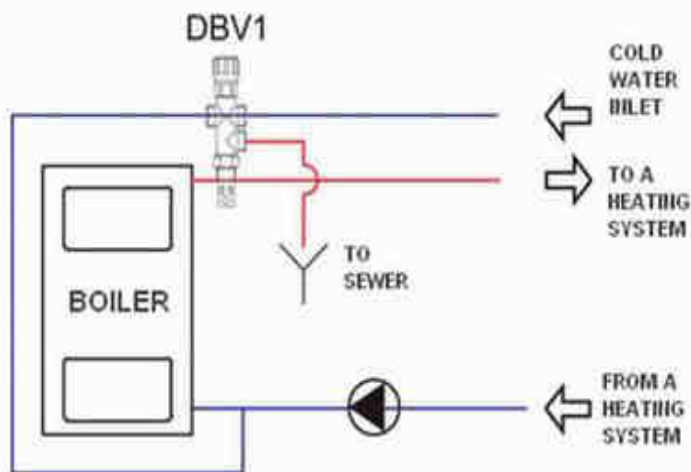 DBV1
COLD
WATER
INLET
TO A
HEATING
SYSTEM
TO
SEWER
BOILER
FROM A
HEATING
SYSTEM